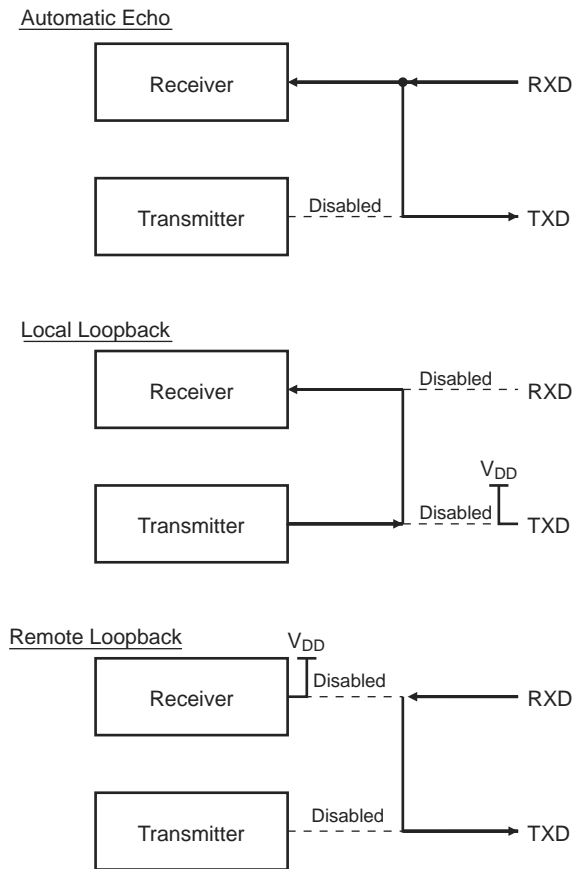 Automatic Echo
Receiver
RXD
Transmitter
Disabled
TXD
Local Loopback
Receiver
Disabled
RXD
VDD
Transmitter
Disabled
TXD
Remote Loopback
VDD
Receiver
Disabled
RXD
Transmitter
Disabled
TXD